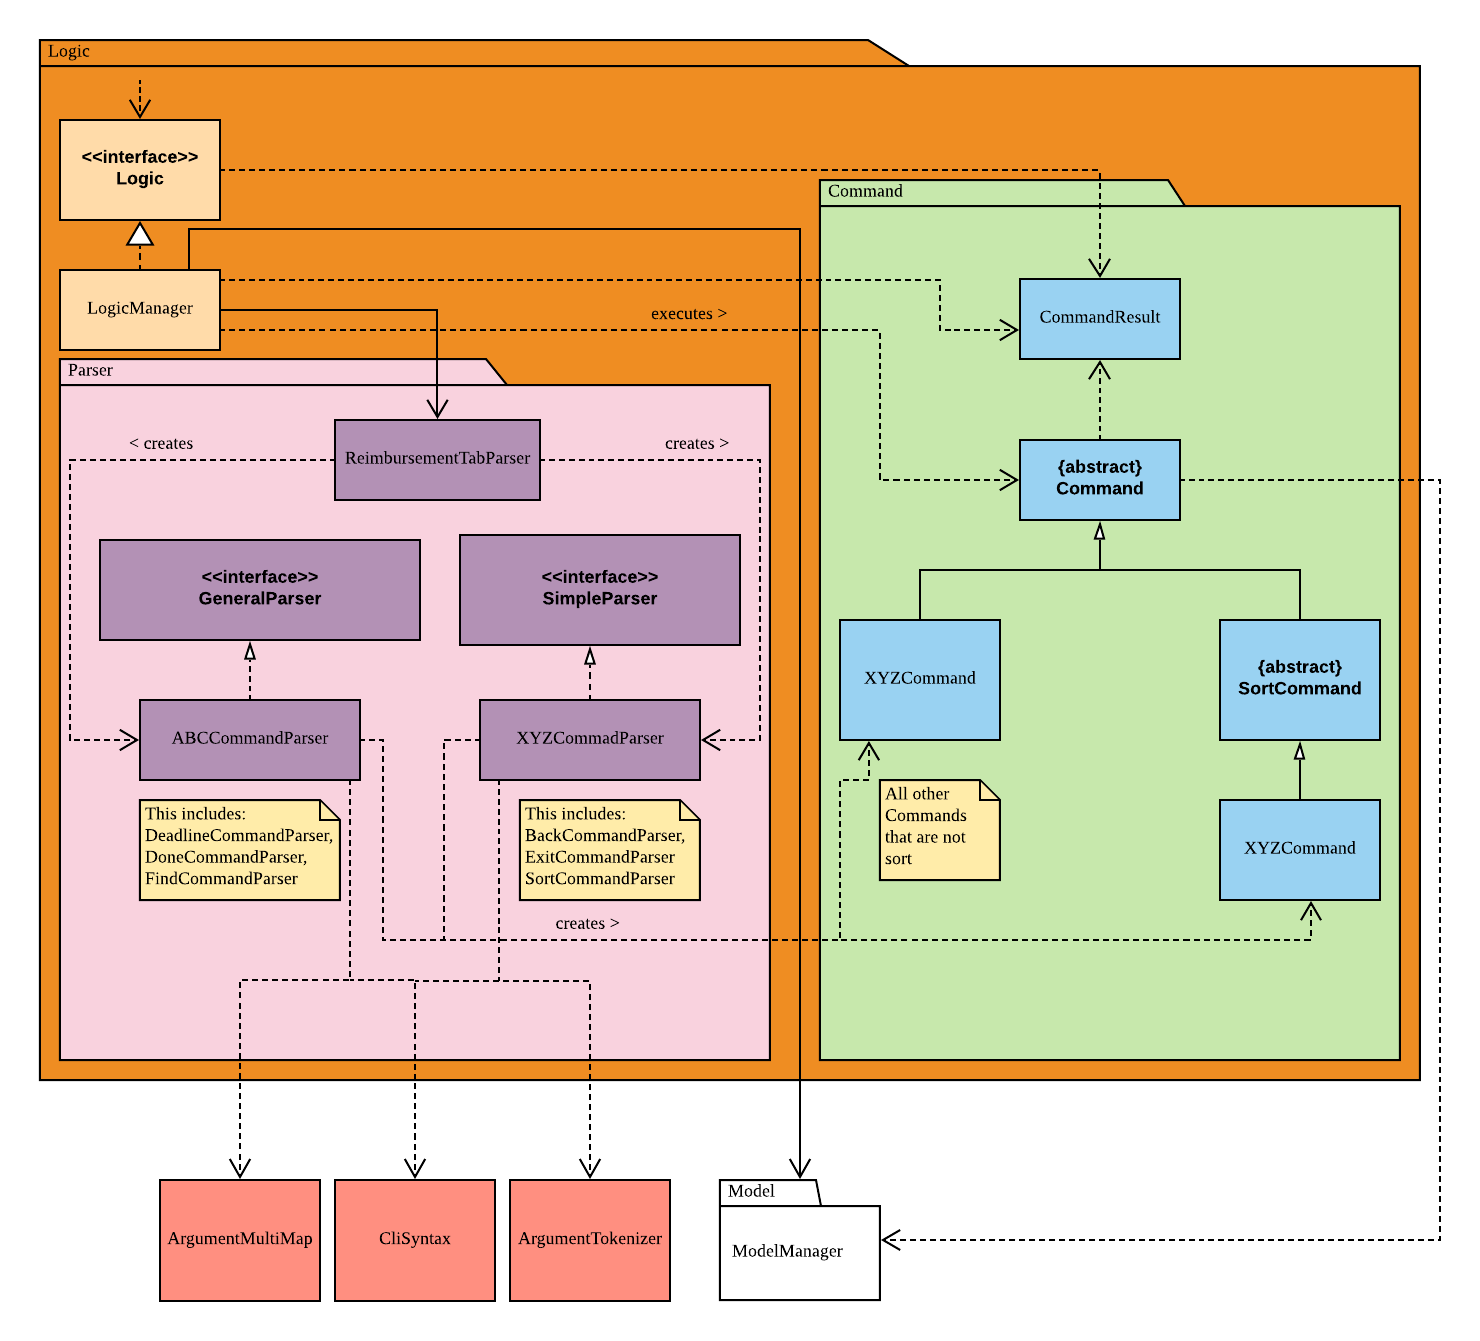 Logic
<<interface>>
Logic
Command
LogicManager
executes >
CommandResult
Parser
< creates
ReimbursementTabParser
creates >
{abstract}
Command
<<interface>>
GeneralParser
<<interface>>
SimpleParser
XYZCommand
{abstract}
SortCommand
ABCCommandParser
XYZCommadParser
This includes:
DeadlineCommandParser,
DoneCommandParser,
FindCommandParser
This includes:
BackCommandParser,
ExitCommandParser
SortCommandParser
All other
Commands
that are not
sort
XYZCommand
creates >
ArgumentMultiMap
CliSyntax
ArgumentTokenizer
Model
ModelManager